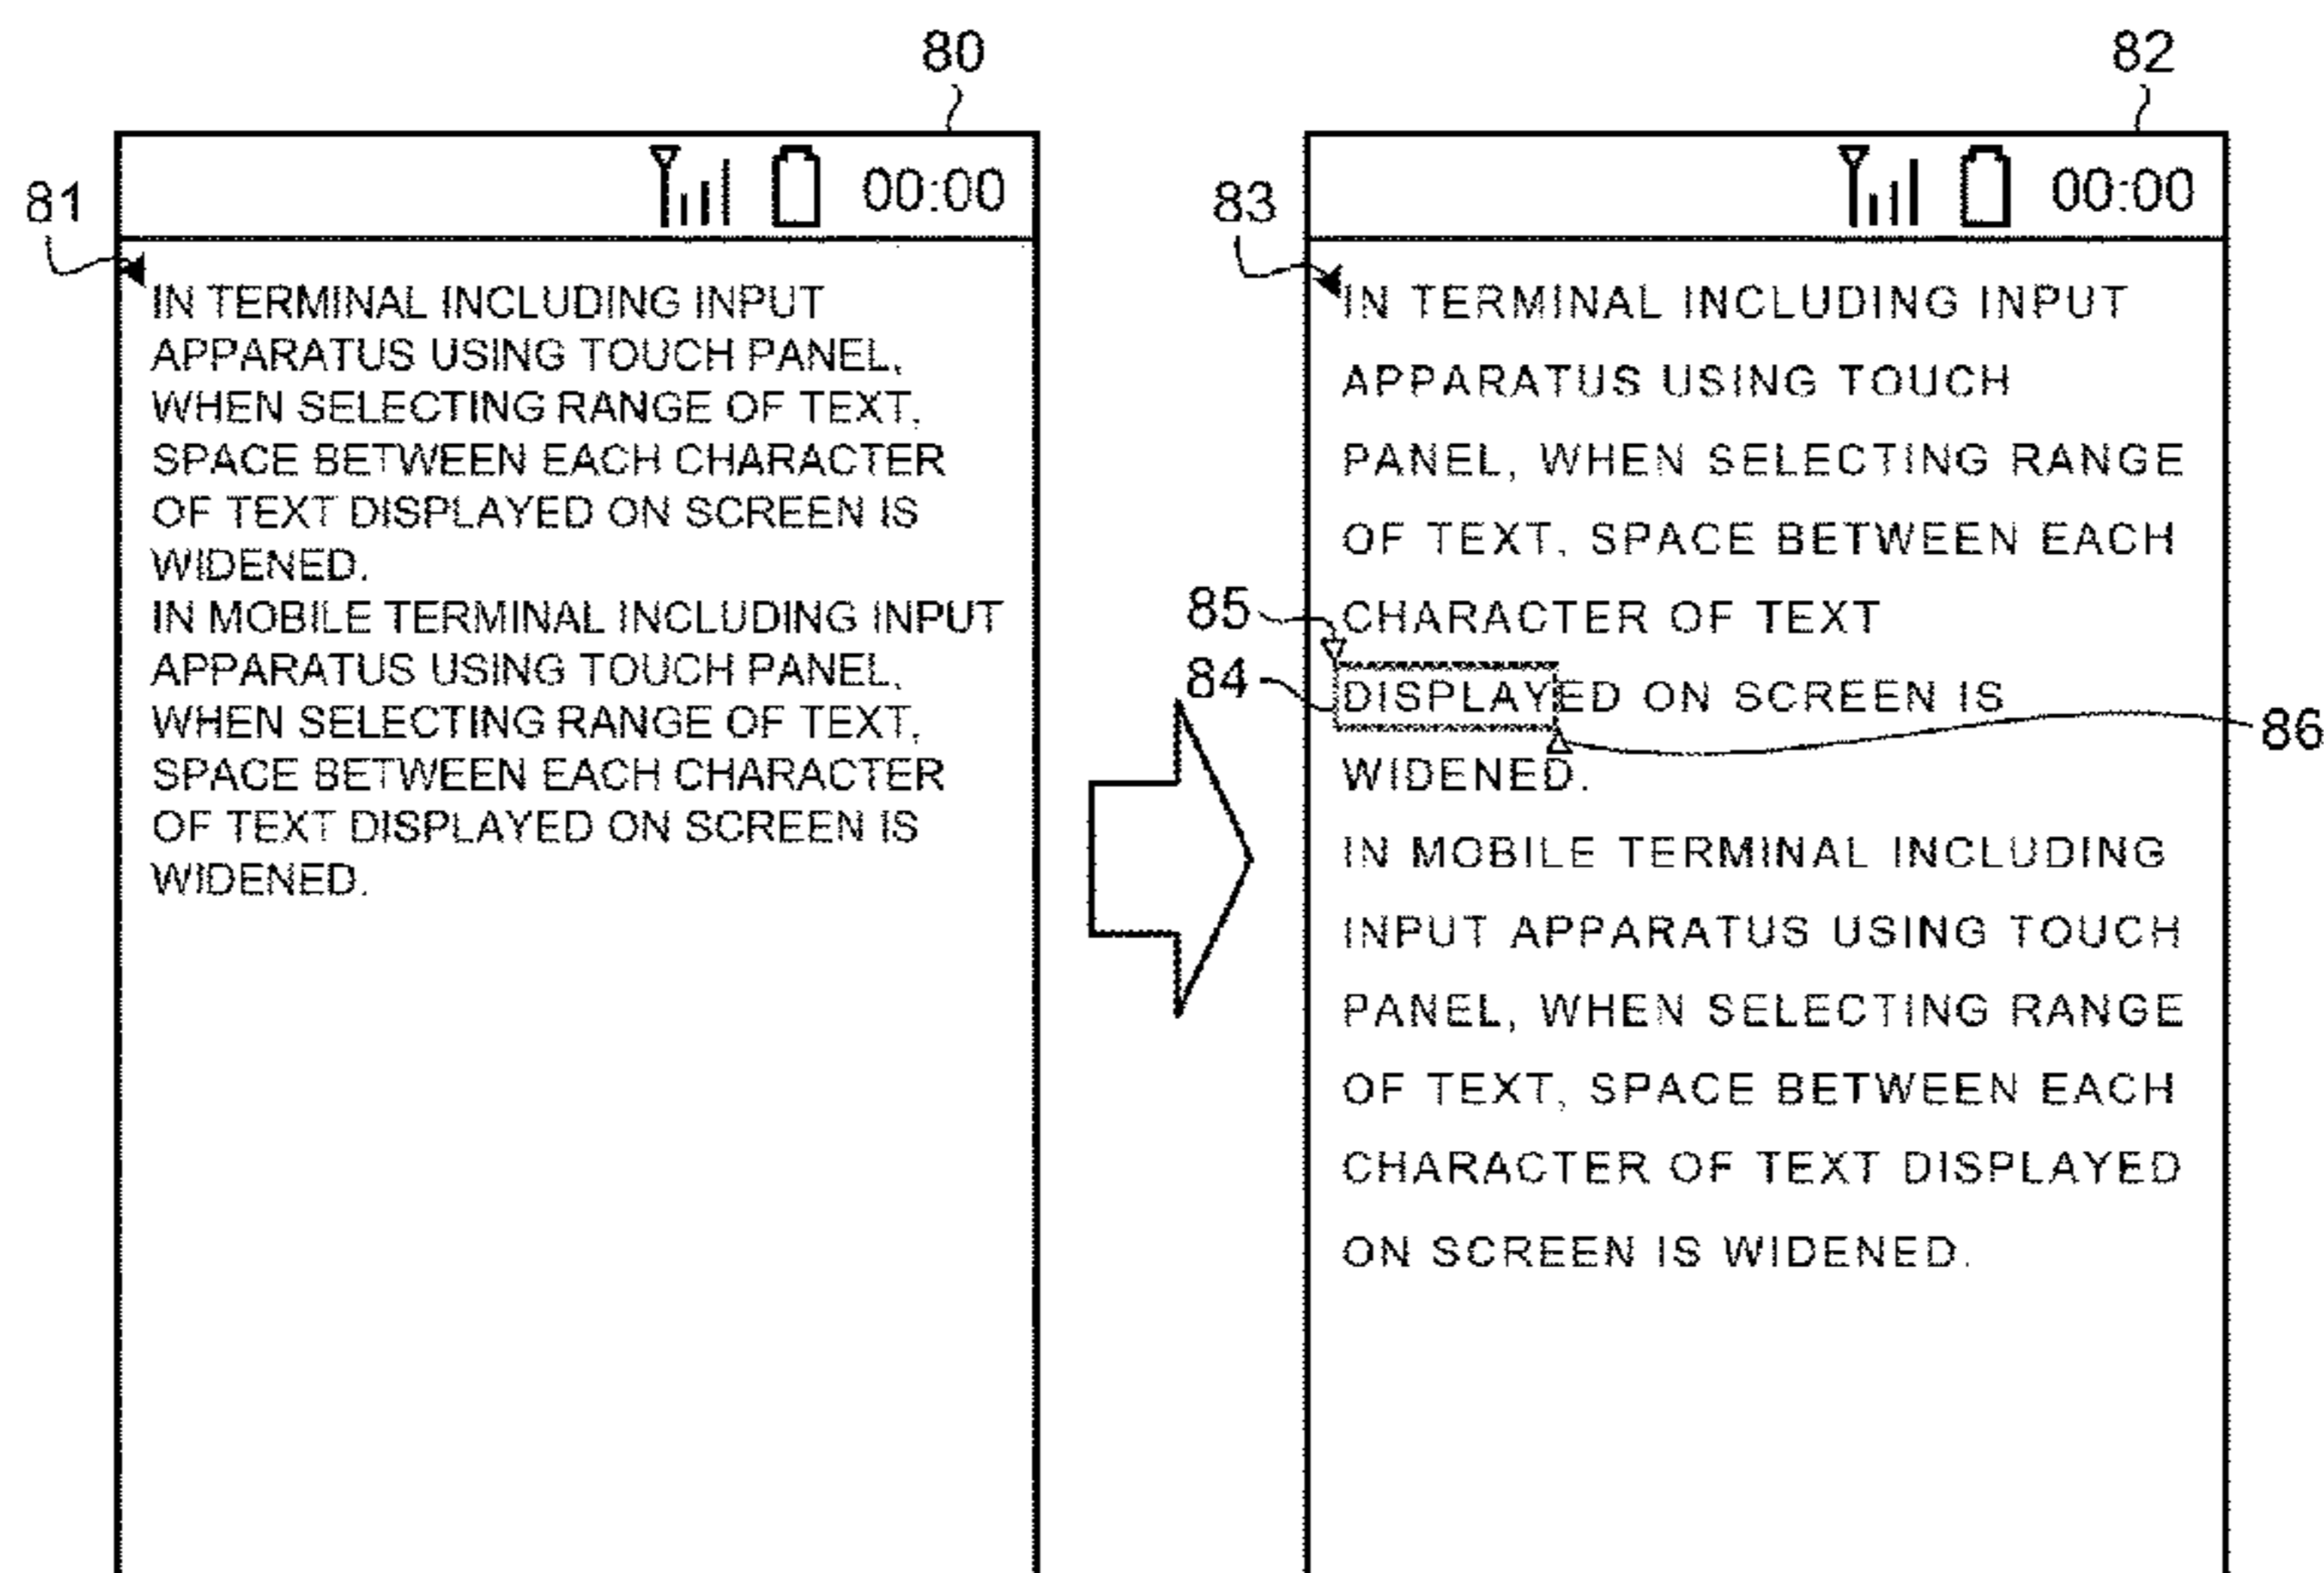 80
00:00
81
IN TERMINAL INCLUDING INPUT
APPARATUS USING TOUCH PANEL,
WHEN SELECTING RANGE OF TEXT,
SPACE BETWEEN EACH CHARACTER
OF TEXT DISPLAYED ON SCREEN IS
WIDENED.
IN MOBILE TERMINAL INCLUDING INPUT
APPARATUS USING TOUCH PANEL,
WHEN SELECTING RANGE OF TEXT,
SPACE BETWEEN EACH CHARACTER
OF TEXT DISPLAYED ON SCREEN IS
WIDENED.
82
00:00
83
IN TERMINAL INCLUDING INPUT
APPARATUS USING TOUCH
PANEL, WHEN SELECTING RANGE
OF TEXT, SPACE BETWEEN EACH
CHARACTER OF TEXT
85
84
DISPLAYED ON SCREEN IS
86
WIDENED.
IN MOBILE TERMINAL INCLUDING
INPUT APPARATUS USING TOUCH
PANEL, WHEN SELECTING RANGE
OF TEXT, SPACE BETWEEN EACH
CHARACTER OF TEXT DISPLAYED
ON SCREEN IS WIDENED.